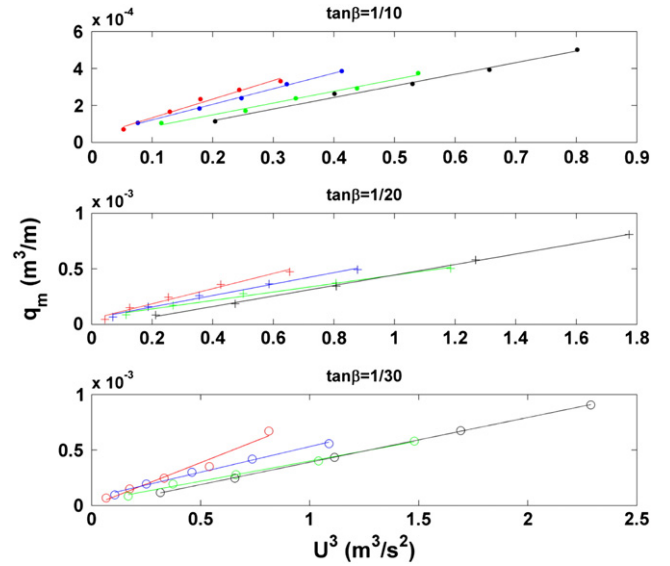 x 10⁻⁴ tanβ=1/10
6
4
2
0
0 0.1 0.2 0.3 0.4 0.5 0.6 0.7 0.8 0.9
x 10⁻³ tanβ=1/20
1
0.5
0
0 0.2 0.4 0.6 0.8 1 1.2 1.4 1.6 1.8
qₘ (m³/m)
x 10⁻³ tanβ=1/30
1
0.5
0
0 0.5 1 1.5 2 2.5
U³ (m³/s²)